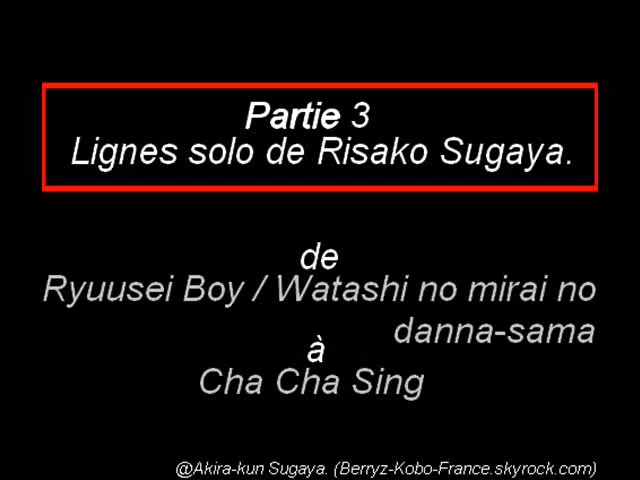 Partie 3
Lignes solo de Risako Sugaya.
de
Ryuusei Boy / Watashi no mirai no
danna-sama
à
Cha Cha Sing
@Akira-kun Sugaya. (Berryz-Kobo-France.skyrock.com)